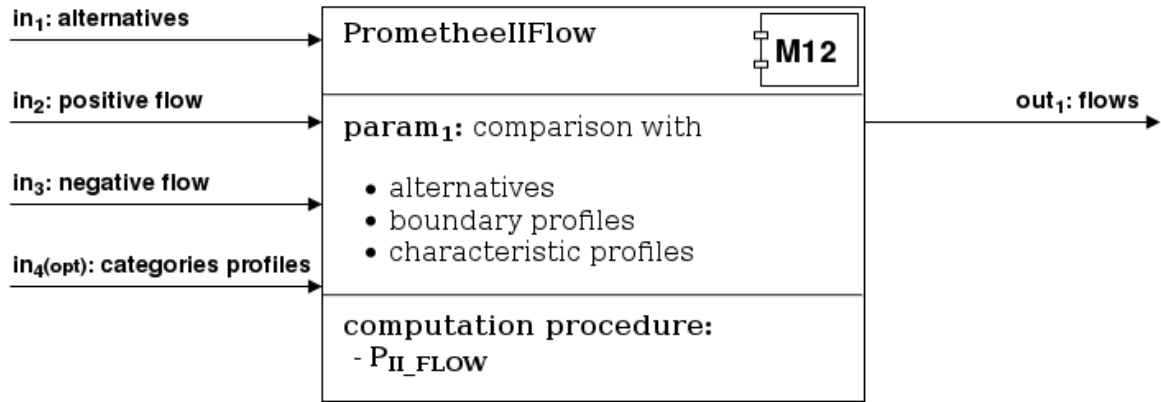 in1: alternatives
in2: positive flow
in3: negative flow
in4(opt): categories profiles
PrometheeIIFlow
M12
param1: comparison with
• alternatives
• boundary profiles
• characteristic profiles
computation procedure:
- PII_FLOW
out1: flows